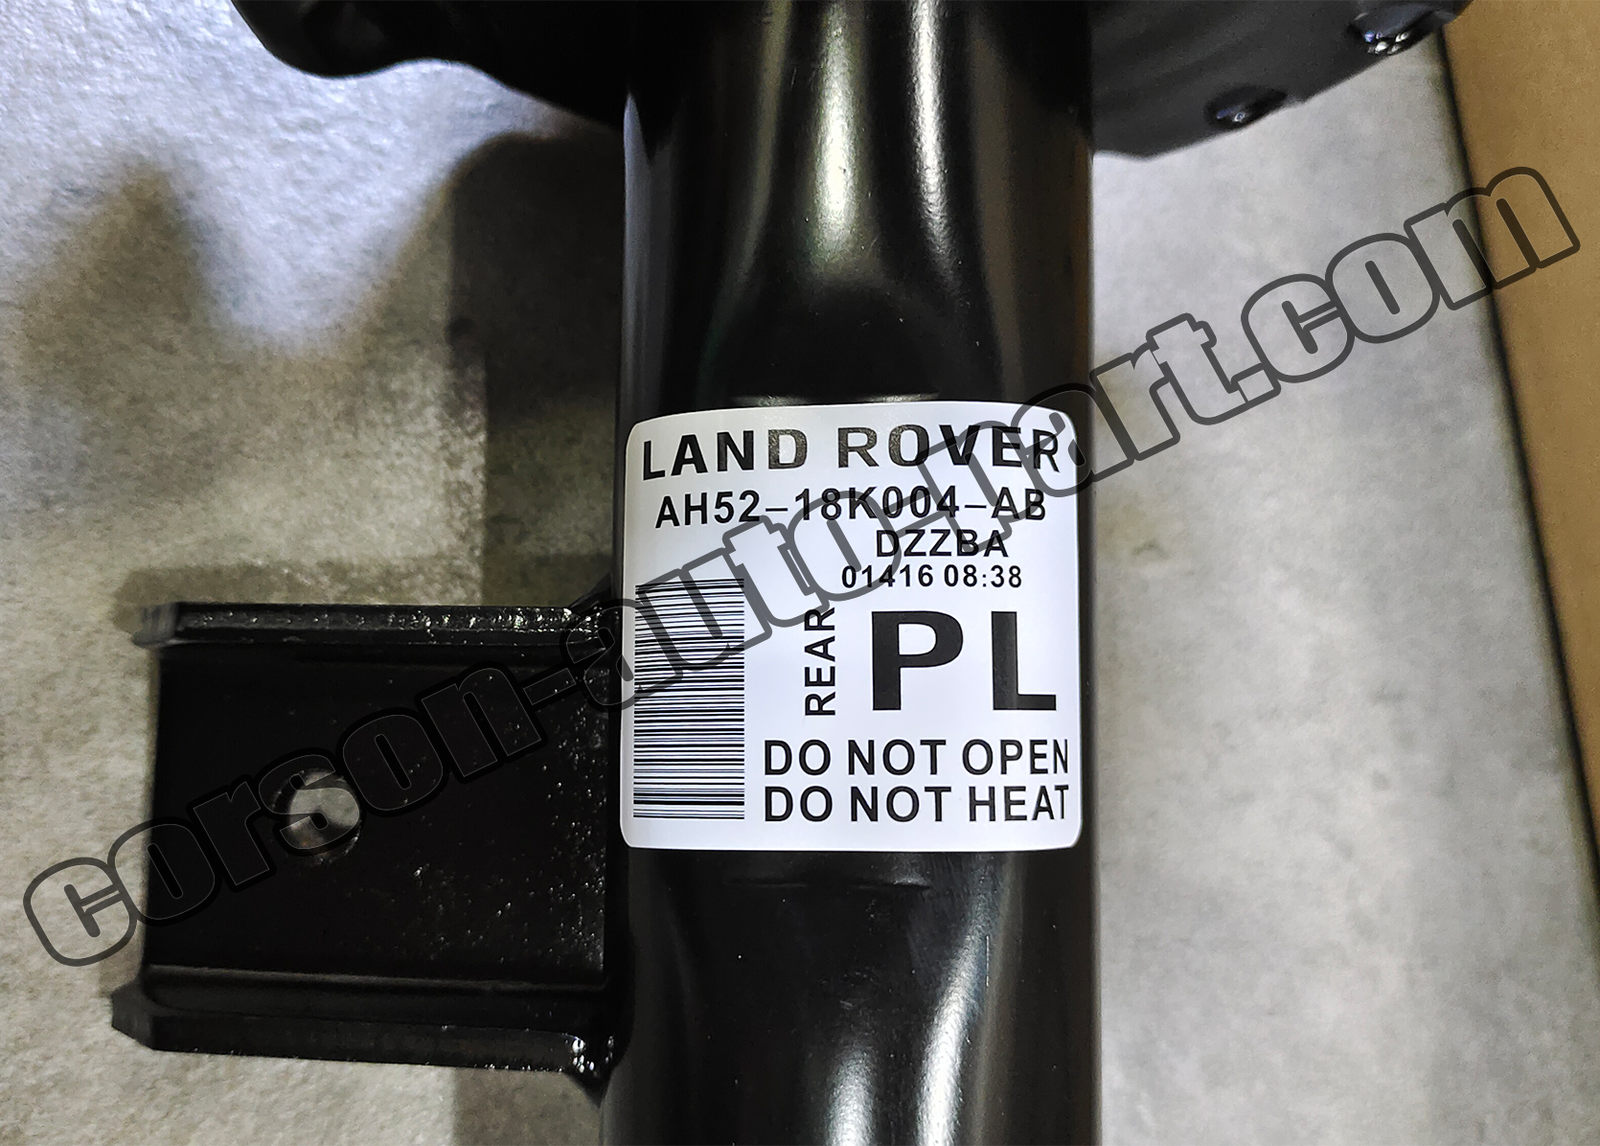 LAND ROVER
AH52-18K004-AB
DZZBA
01416 08:38
REAR
PL
DO NOT OPEN
DO NOT HEAT
corson-auto-part.com